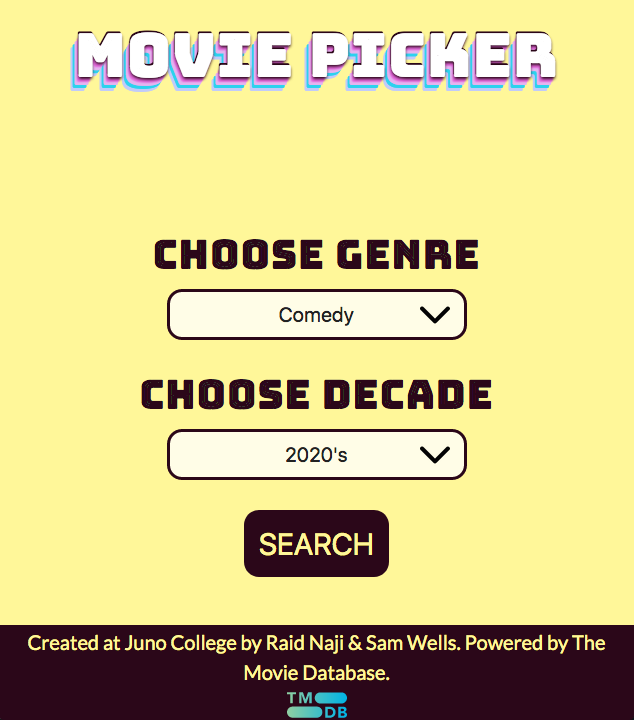 MOVIE PICKER
CHOOSE GENRE
Comedy
CHOOSE DECADE
2020's
SEARCH
Created at Juno College by Raid Naji & Sam Wells. Powered by The
Movie Database.
TM
DB